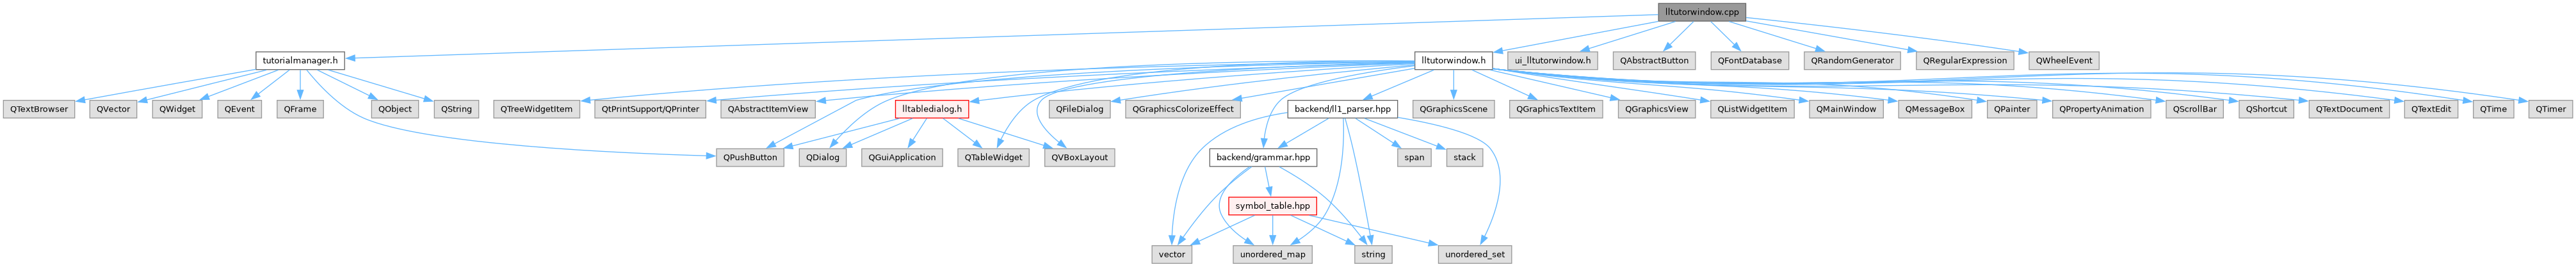 lltutorwindow.cpp
tutorialmanager.h
lltutorwindow.h
ui_lltutorwindow.h
QAbstractButton
QFontDatabase
QRandomGenerator
QRegularExpression
QWheelEvent
QTextBrowser
QVector
QWidget
QEvent
QFrame
QObject
QString
QTreeWidgetItem
QtPrintSupport/QPrinter
QAbstractItemView
lltabledialog.h
QFileDialog
QGraphicsColorizeEffect
backend/ll1_parser.hpp
QGraphicsScene
QGraphicsTextItem
QGraphicsView
QListWidgetItem
QMainWindow
QMessageBox
QPainter
QPropertyAnimation
QScrollBar
QShortcut
QTextDocument
QTextEdit
QTime
QTimer
QPushButton
QDialog
QGuiApplication
QTableWidget
QVBoxLayout
backend/grammar.hpp
span
stack
symbol_table.hpp
vector
unordered_map
string
unordered_set